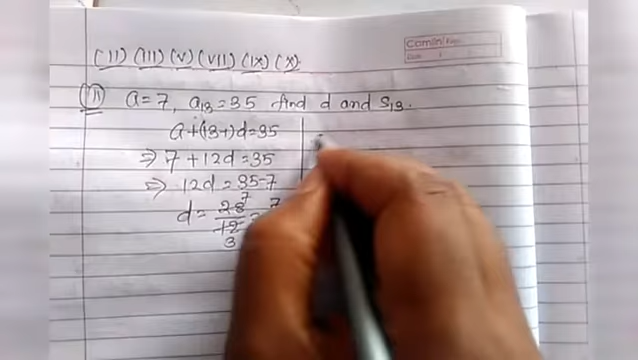 (II) (III) (V) (VII) (IX) (X).
(II) a=7, a₁₃=35 find d and S₁₃.
a+(13-1)d=35
⇒ 7+12d=35
⇒ 12d=35-7
d=28/12 7/3